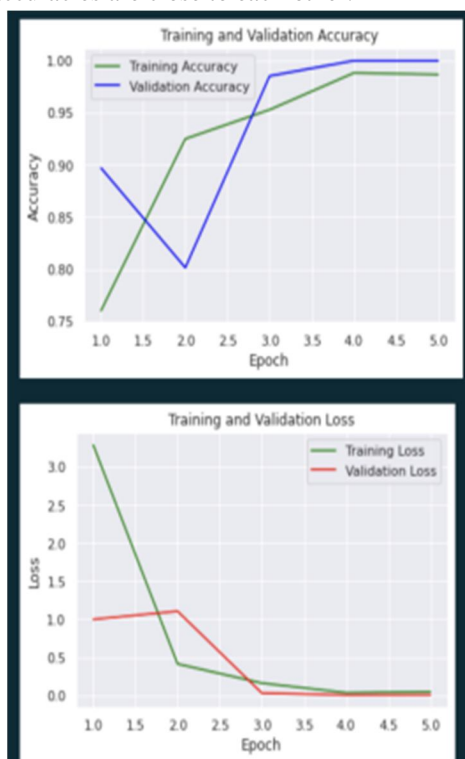 Training and Validation Accuracy
1.00
0.95
0.90
0.85
0.80
0.75
Accuracy
Training Accuracy
Validation Accuracy
1.0 1.5 2.0 2.5 3.0 3.5 4.0 4.5 5.0
Epoch
Training and Validation Loss
3.0
2.5
2.0
1.5
1.0
0.5
0.0
Loss
Training Loss
Validation Loss
1.0 1.5 2.0 2.5 3.0 3.5 4.0 4.5 5.0
Epoch